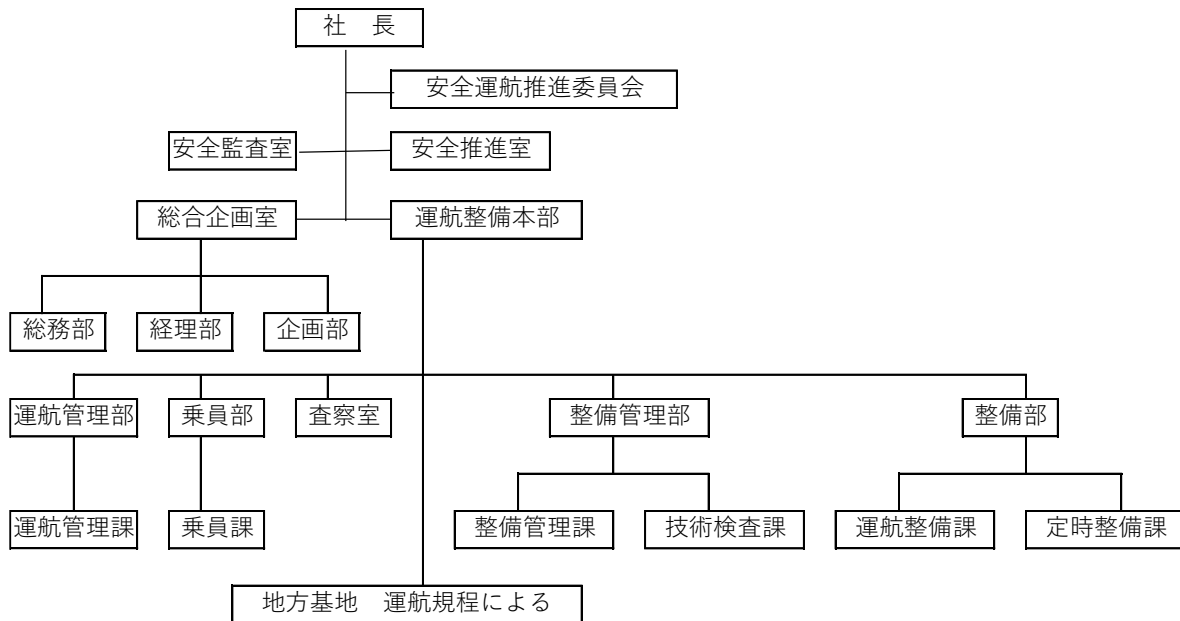 社　長
安全運航推進委員会
安全監査室
安全推進室
総合企画室
運航整備本部
総務部
経理部
企画部
運航管理部
乗員部
査察室
整備管理部
整備部
運航管理課
乗員課
整備管理課
技術検査課
運航整備課
定時整備課
地方基地　運航規程による